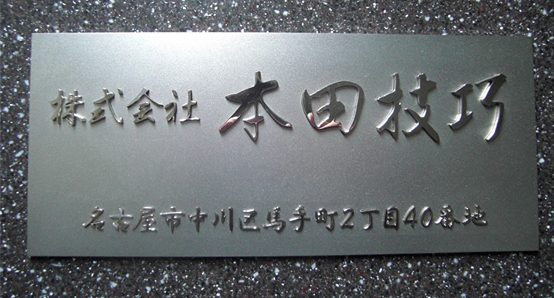 株式会社 本田技巧
名古屋市中川区馬手町2丁目40番地